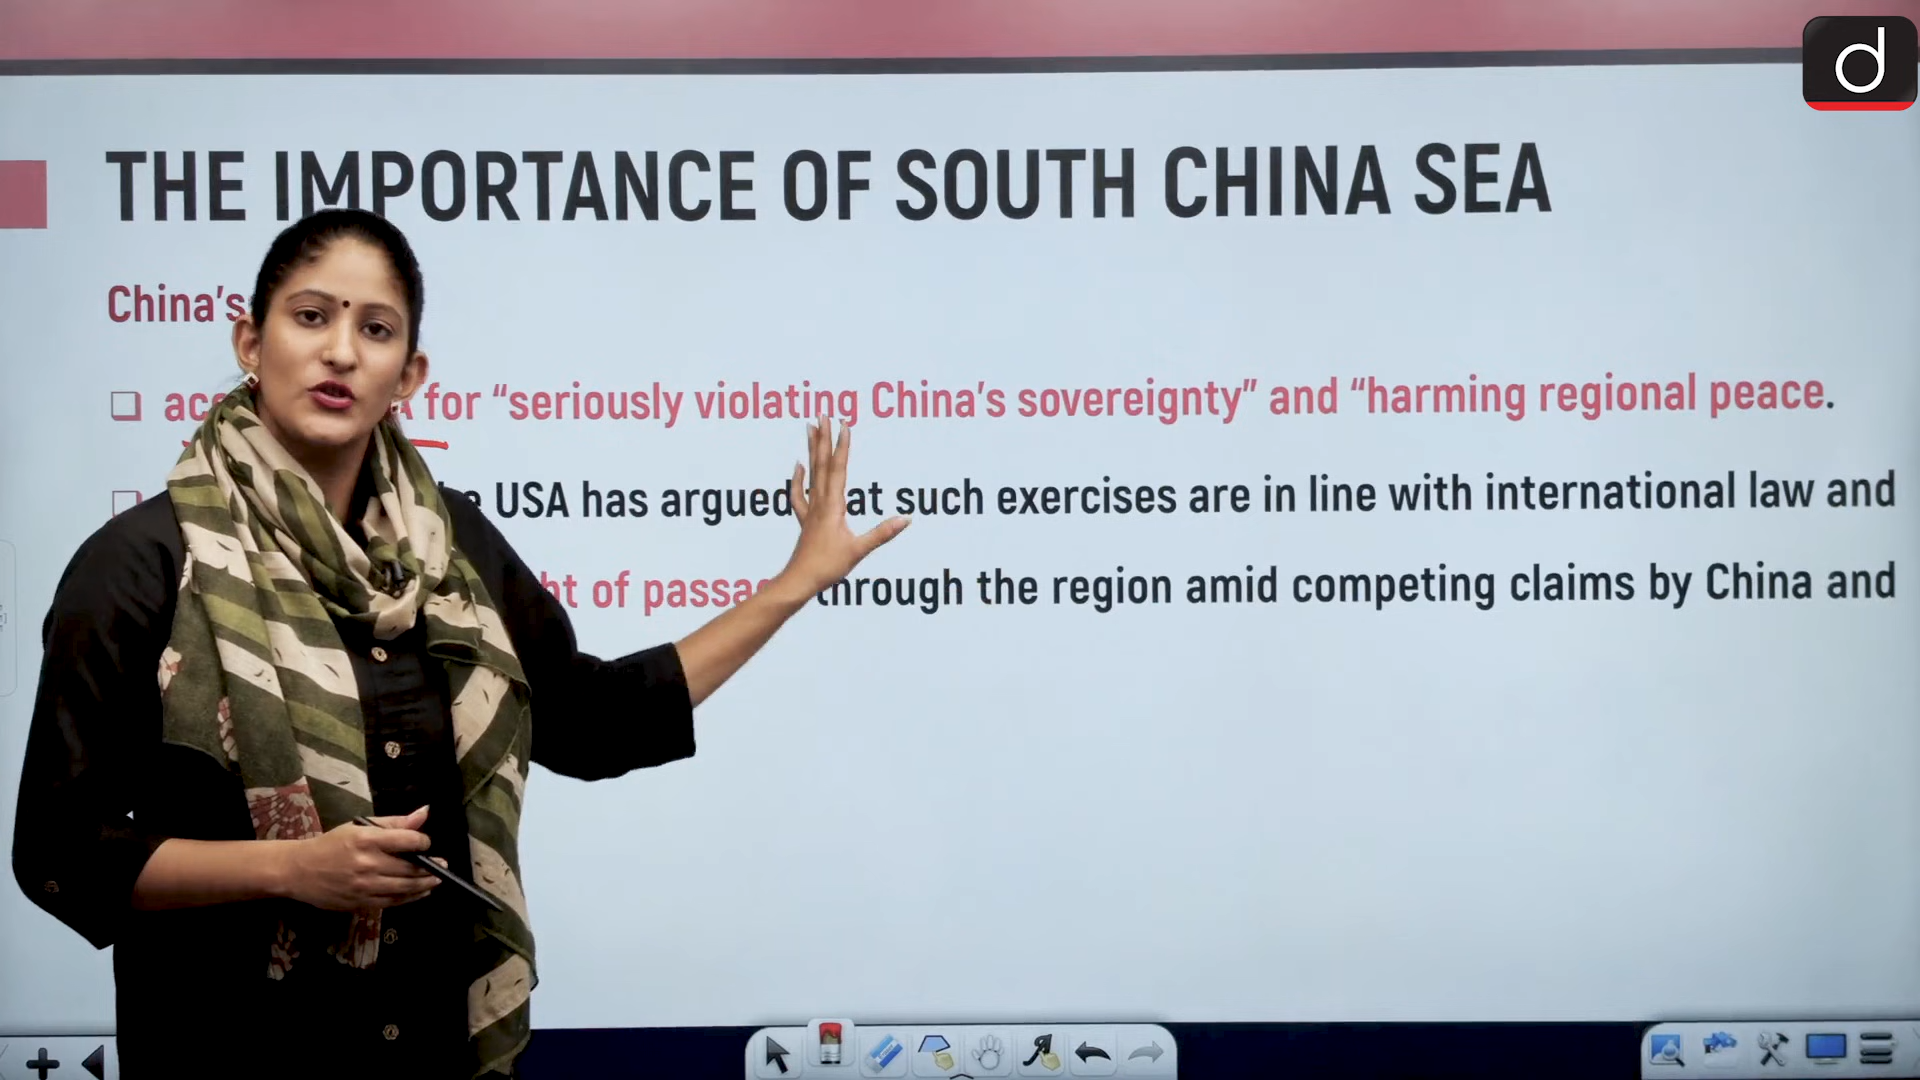 d
THE IMPORTANCE OF SOUTH CHINA SEA
China's
for “seriously violating China's sovereignty” and “harming regional peace.
USA has argued that such exercises are in line with international law and
of passage through the region amid competing claims by China and